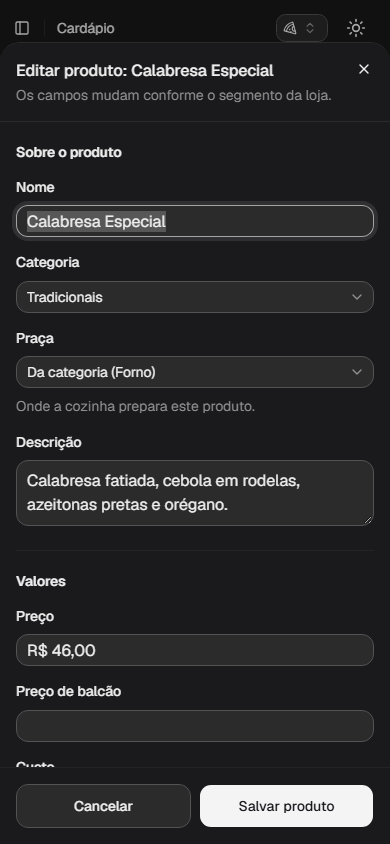 Cardápio
Editar produto: Calabresa Especial
Os campos mudam conforme o segmento da loja.
Sobre o produto
Nome
Calabresa Especial
Categoria
Tradicionais
Praça
Da categoria (Forno)
Onde a cozinha prepara este produto.
Descrição
Calabresa fatiada, cebola em rodelas,
azeitonas pretas e orégano.
Valores
Preço
R$ 46,00
Preço de balcão
Custo
Cancelar
Salvar produto